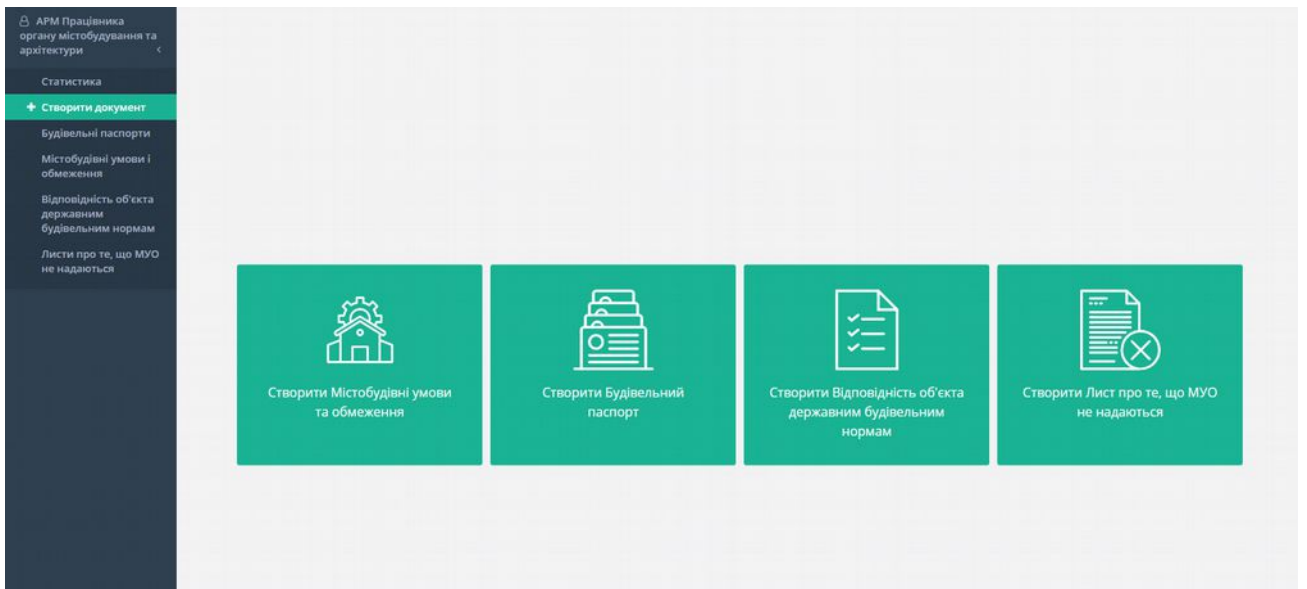 АРМ Працівника
органу містобудування та
архітектури
Статистика
Створити документ
Будівельні паспорти
Містобудівні умови і
обмеження
Відповідність об'єкта
державним
будівельним нормам
Листи про те, що МУО
не надаються
Створити Містобудівні умови
та обмеження
Створити Будівельний
паспорт
Створити Відповідність об'єкта
державним будівельним
нормам
Створити Лист про те, що МУО
не надаються